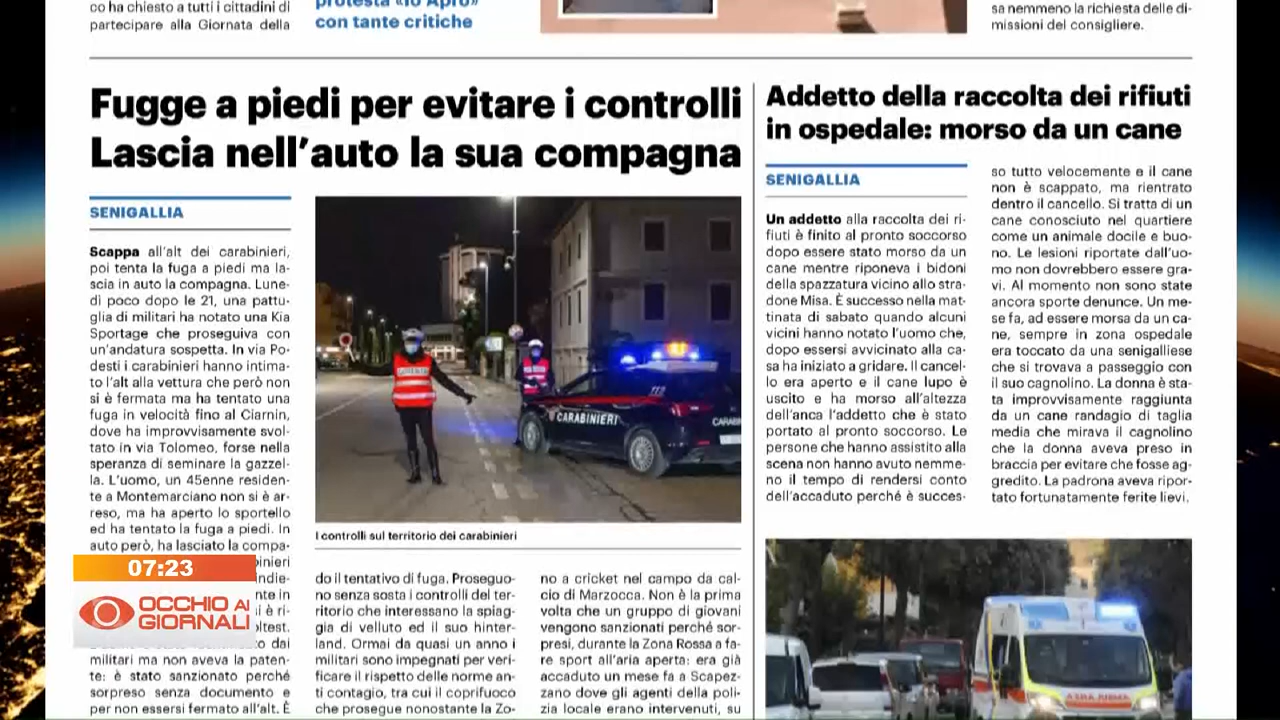 co ha chiesto a tutti i cittadini di
partecipare alla Giornata della
protesta «Io Apro»
con tante critiche
sa nemmeno la richiesta delle di-
missioni del consigliere.
Fugge a piedi per evitare i controlli
Lascia nell'auto la sua compagna
SENIGALLIA
Scappa all'alt dei carabinieri,
poi tenta la fuga a piedi ma la-
scia in auto la compagna. Lune-
dì poco dopo le 21, una pattu-
glia di militari ha notato una Kia
Sportage che proseguiva con
un'andatura sospetta. In via Po-
desti i carabinieri hanno intima-
to l'alt alla vettura che però non
si è fermata ma ha tentato una
fuga in velocità fino al Ciarnin,
dove ha improvvisamente svol-
tato in via Tolomeo, forse nella
speranza di seminare la gazzel-
la. L'uomo, un 45enne residen-
te a Montemarciano non si è ar-
reso, ma ha aperto lo sportello
ed ha tentato la fuga a piedi. In
auto però, ha lasciato la compa-
binieri
indie-
nte in
i è ri-
oltest.
dai
militari ma non aveva la paten-
te: è stato sanzionato perché
sorpreso senza documento e
per non essersi fermato all'alt. È
CARABINIERI
112
I controlli sul territorio dei carabinieri
do il tentativo di fuga. Proseguo-
no senza sosta i controlli del ter-
ritorio che interessano la spiag-
gia di velluto ed il suo hinter-
land. Ormai da quasi un anno i
militari sono impegnati per veri-
ficare il rispetto delle norme an-
ti contagio, tra cui il coprifuoco
che prosegue nonostante la Zo-
no a cricket nel campo da cal-
cio di Marzocca. Non è la prima
volta che un gruppo di giovani
vengono sanzionati perché sor-
presi, durante la Zona Rossa a fa-
re sport all'aria aperta: era già
accaduto un mese fa a Scapez-
zano dove gli agenti della poli-
zia locale erano intervenuti, su
Addetto della raccolta dei rifiuti
in ospedale: morso da un cane
SENIGALLIA
Un addetto alla raccolta dei ri-
fiuti è finito al pronto soccorso
dopo essere stato morso da un
cane mentre riponeva i bidoni
della spazzatura vicino allo stra-
done Misa. È successo nella mat-
tinata di sabato quando alcuni
vicini hanno notato l'uomo che,
dopo essersi avvicinato alla ca-
sa ha iniziato a gridare. Il cancel-
lo era aperto e il cane lupo è
uscito e ha morso all'altezza
dell'anca l'addetto che è stato
portato al pronto soccorso. Le
persone che hanno assistito alla
scena non hanno avuto nemme-
no il tempo di rendersi conto
dell'accaduto perché è succes-
so tutto velocemente e il cane
non è scappato, ma rientrato
dentro il cancello. Si tratta di un
cane conosciuto nel quartiere
come un animale docile e buo-
no. Le lesioni riportate dall'uo-
mo non dovrebbero essere gra-
vi. Al momento non sono state
ancora sporte denunce. Un me-
se fa, ad essere morsa da un ca-
ne, sempre in zona ospedale
era toccato da una senigalliese
che si trovava a passeggio con
il suo cagnolino. La donna è sta-
ta improvvisamente raggiunta
da un cane randagio di taglia
media che mirava il cagnolino
che la donna aveva preso in
braccia per evitare che fosse ag-
gredito. La padrona aveva ripor-
tato fortunatamente ferite lievi.
07:23
OCCHIO AI
GIORNALI